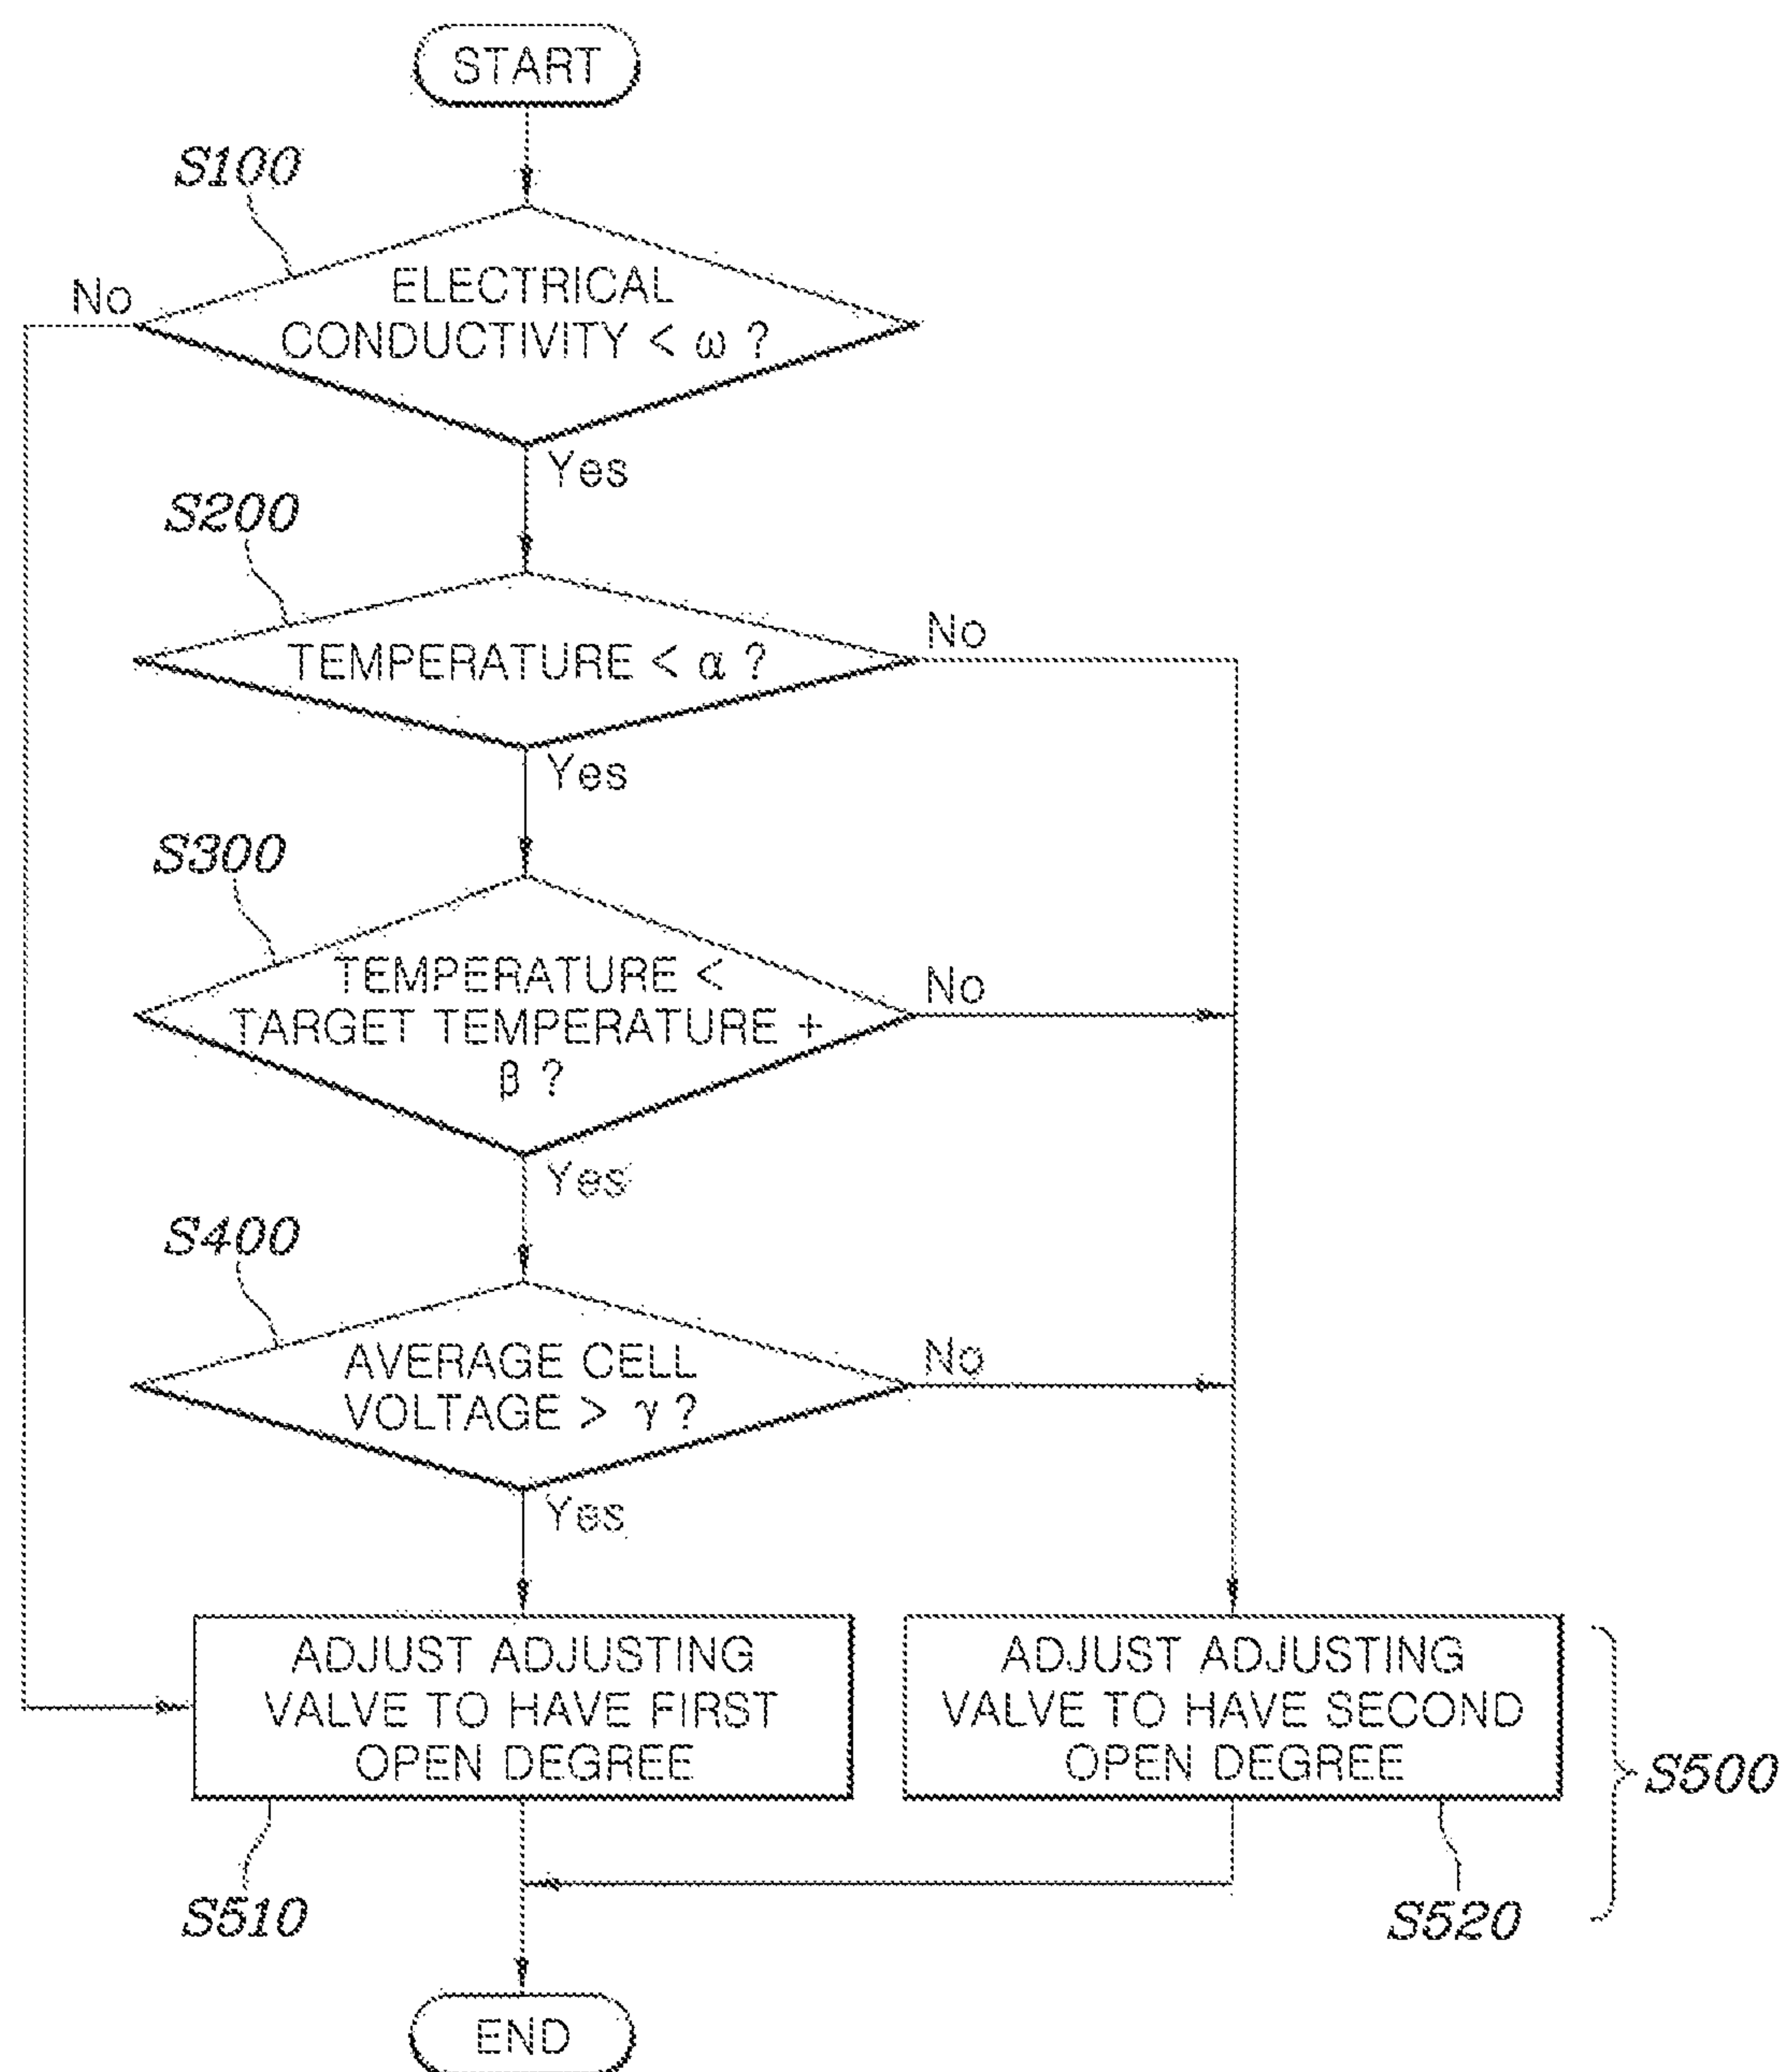 START
S100
No
ELECTRICAL
CONDUCTIVITY < ω ?
Yes
S200
TEMPERATURE < α ?
No
Yes
S300
TEMPERATURE <
TARGET TEMPERATURE +
β ?
No
Yes
S400
AVERAGE CELL
VOLTAGE > γ ?
No
Yes
ADJUST ADJUSTING
VALVE TO HAVE FIRST
OPEN DEGREE
ADJUST ADJUSTING
VALVE TO HAVE SECOND
OPEN DEGREE
S500
S510
S520
END